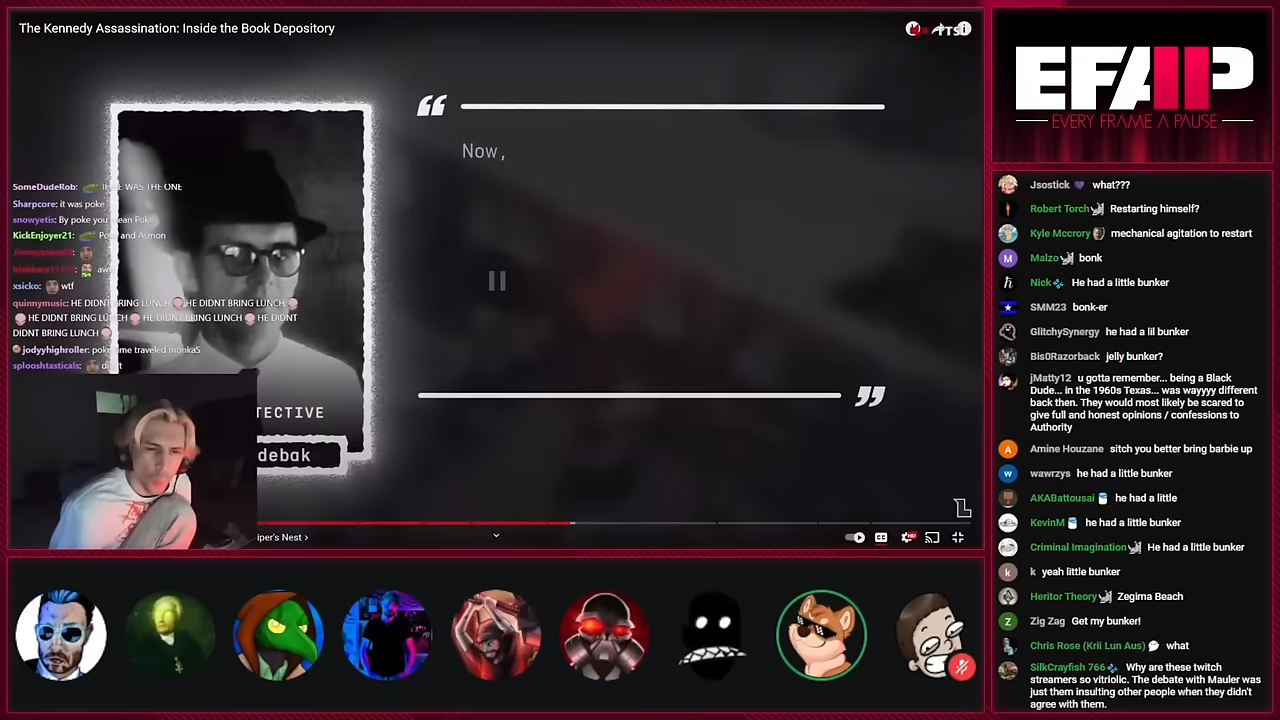 The Kennedy Assassination: Inside the Book Depository
Now,
SomeDudeRob: WAS THE ONE
Sharpcore: it was poke
snowyetis: By poke you mean Poke
KickEnjoyer21: and Asmon
xsicko: wtf
quinnymusic: HE DIDNT BRING LUNCH HE DIDNT BRING LUNCH
HE DIDNT BRING LUNCH HE DIDNT BRING LUNCH HE DIDNT
DIDNT BRING LUNCH
jodyyhighroller: poke time traveled monkaS
splooshtasticals:
TECTIVE
debak
iper's Nest
CC
HD
EFAP
EVERY FRAME A PAUSE
Jsostick what???
Robert Torch Restarting himself?
Kyle Mccrory mechanical agitation to restart
M
Malzo bonk
Nick He had a little bunker
SMM23 bonk-er
GlitchySynergy he had a lil bunker
Bis0Razorback jelly bunker?
jMatty12 u gotta remember... being a Black
Dude... in the 1960s Texas... was wayyyy different
back then. They would most likely be scared to
give full and honest opinions / confessions to
Authority
A
Amine Houzane sitch you better bring barbie up
w
wawrzys he had a little bunker
AKABattousai he had a little
KevinM he had a little bunker
Criminal Imagination He had a little bunker
k
k yeah little bunker
Heritor Theory Zegima Beach
Z
Zig Zag Get my bunker!
Chris Rose (Krii Lun Aus) what
SilkCrayfish 766 Why are these twitch
streamers so vitriolic. The debate with Mauler was
just them insulting other people when they didn't
agree with them.